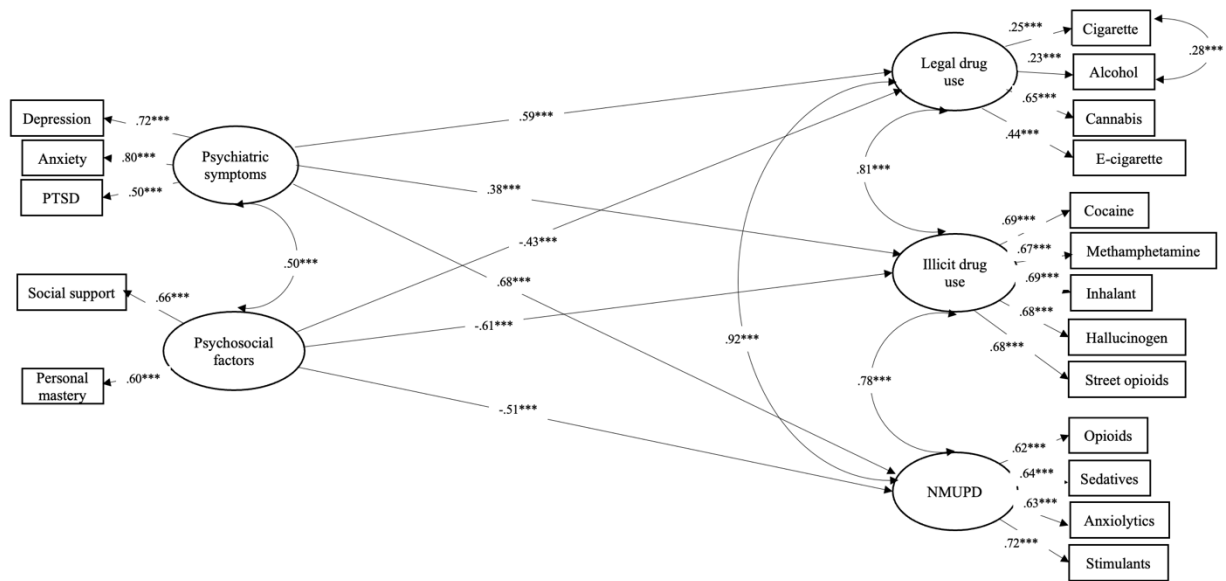 Depression
.72***
Anxiety
.80***
PTSD
.50***
Psychiatric
symptoms
.50***
Social support
.66***
Personal
mastery
.60***
Psychosocial
factors
.59***
.38***
-.43***
.68***
-.61***
-.51***
Legal drug
use
.25***
Cigarette
.28***
.23***
Alcohol
.65***
Cannabis
.44***
E-cigarette
.81***
.92***
Illicit drug
use
.69***
Cocaine
.67***
Methamphetamine
.69***
Inhalant
.68***
Hallucinogen
.68***
Street opioids
.78***
NMUPD
.62***
Opioids
.64***
Sedatives
.63***
Anxiolytics
.72***
Stimulants